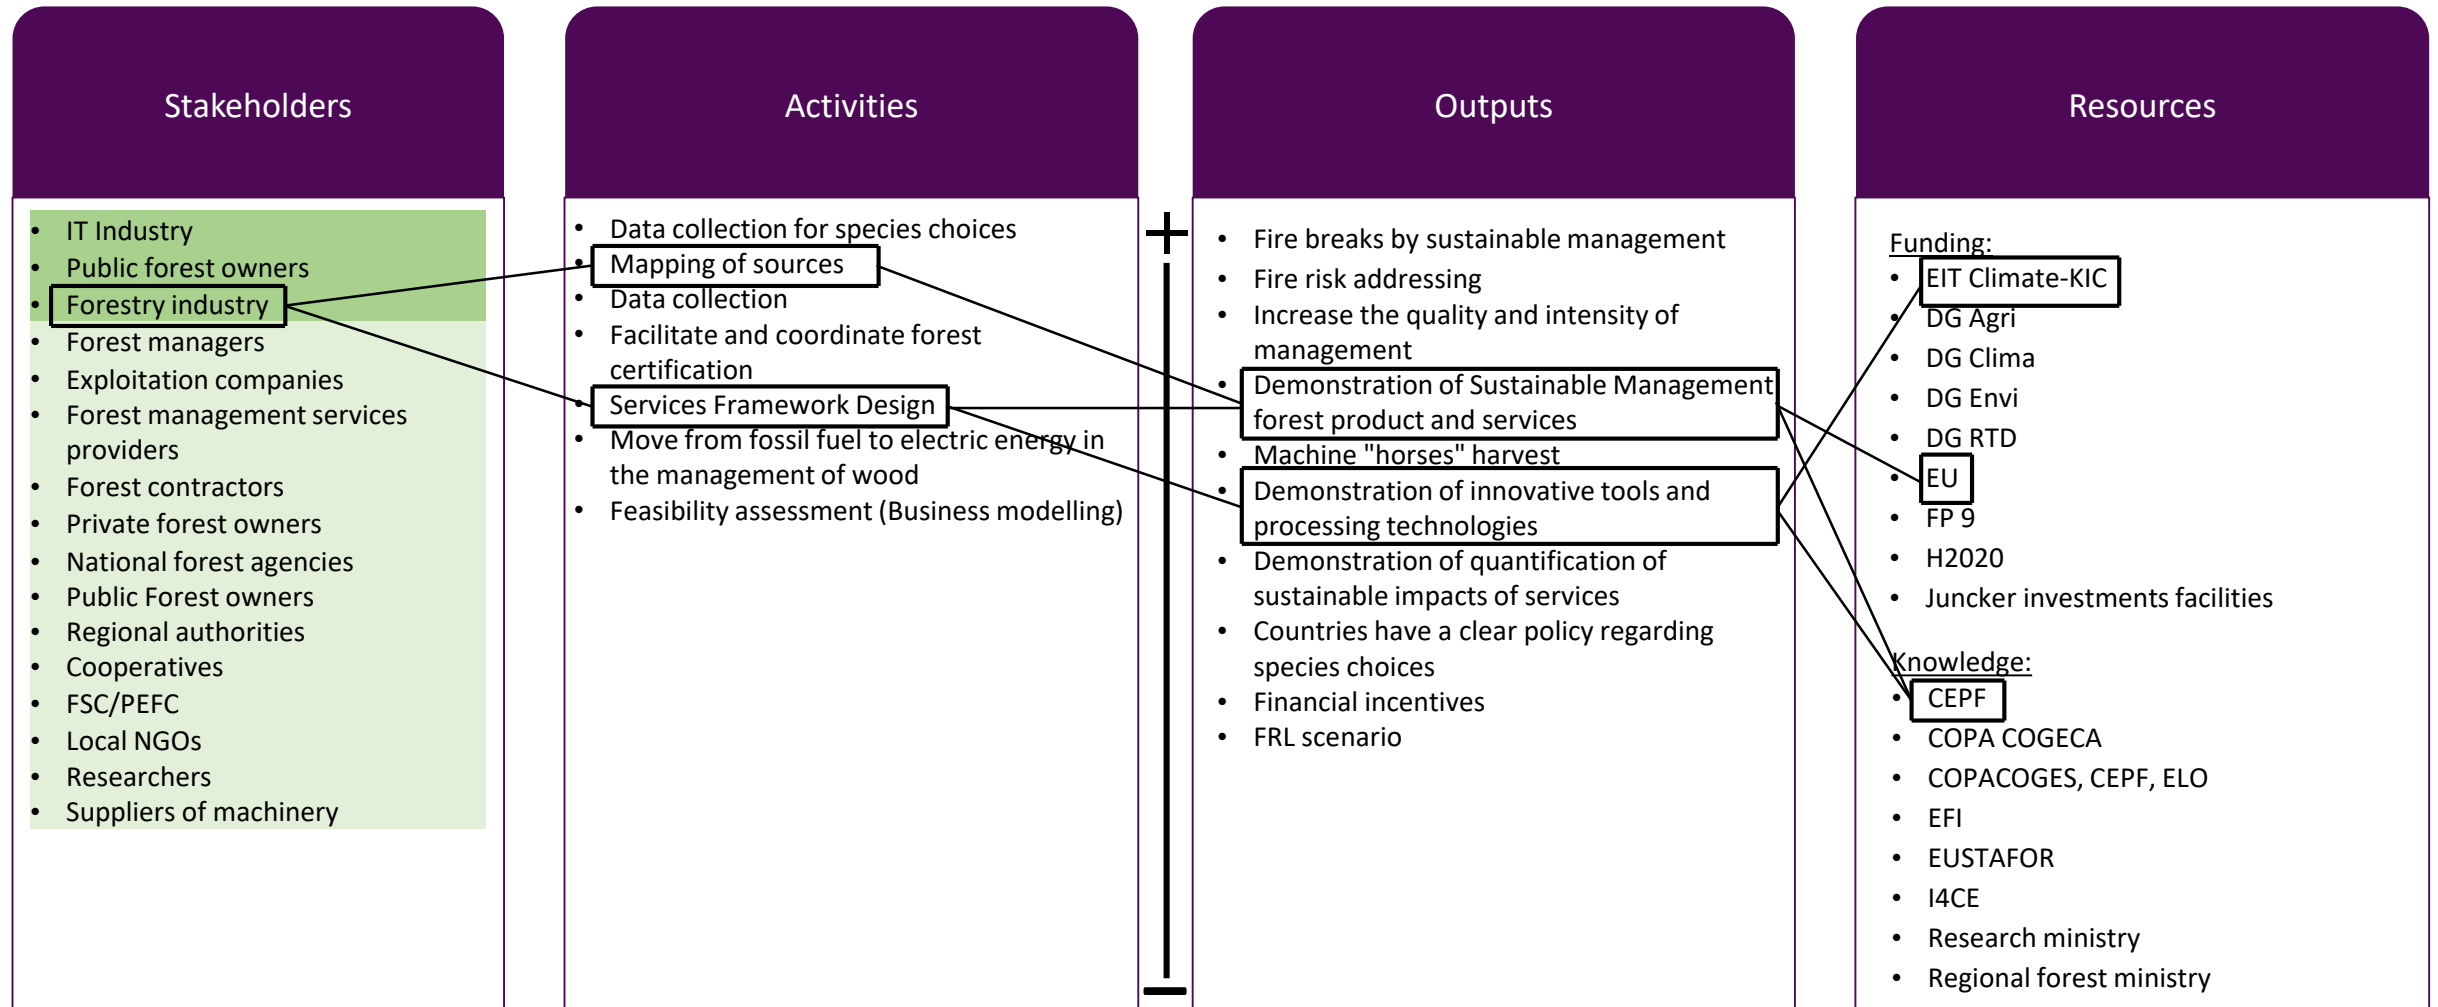 Stakeholders
• IT Industry
• Public forest owners
• Forestry industry
• Forest managers
• Exploitation companies
• Forest management services
providers
• Forest contractors
• Private forest owners
• National forest agencies
• Public Forest owners
• Regional authorities
• Cooperatives
• FSC/PEFC
• Local NGOs
• Researchers
• Suppliers of machinery
Activities
• Data collection for species choices
• Mapping of sources
• Data collection
• Facilitate and coordinate forest
certification
• Services Framework Design
• Move from fossil fuel to electric energy in
the management of wood
• Feasibility assessment (Business modelling)
+
−
Outputs
• Fire breaks by sustainable management
• Fire risk addressing
• Increase the quality and intensity of
management
• Demonstration of Sustainable Management
forest product and services
• Machine "horses" harvest
• Demonstration of innovative tools and
processing technologies
• Demonstration of quantification of
sustainable impacts of services
• Countries have a clear policy regarding
species choices
• Financial incentives
• FRL scenario
Resources
Funding:
• EIT Climate-KIC
• DG Agri
• DG Clima
• DG Envi
• DG RTD
• EU
• FP 9
• H2020
• Juncker investments facilities
Knowledge:
• CEPF
• COPA COGECA
• COPACOGES, CEPF, ELO
• EFI
• EUSTAFOR
• I4CE
• Research ministry
• Regional forest ministry